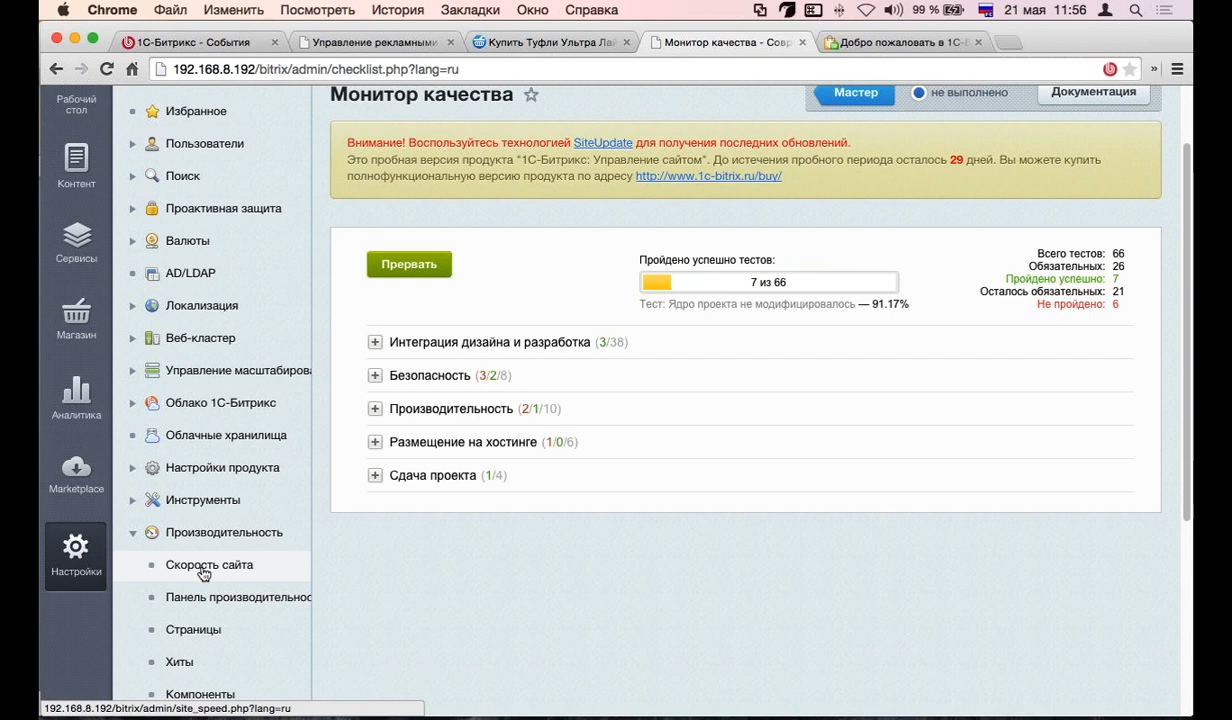 Chrome Файл Изменить Посмотреть История Закладки Окно Справка 99 % 21 мая 11:56
1С-Битрикс - События × Управление рекламными × Купить Туфли Ультра Лай × Монитор качества - Совр × Добро пожаловать в 1С-Б ×
192.168.8.192/bitrix/admin/checklist.php?lang=ru »
Рабочий
стол
Контент
Сервисы
Магазин
Аналитика
Marketplace
Настройки
Избранное
Пользователи
Поиск
Проактивная защита
Валюты
AD/LDAP
Локализация
Веб-кластер
Управление масштабирова
Облако 1С-Битрикс
Облачные хранилища
Настройки продукта
Инструменты
Производительность
Скорость сайта
Панель производительнос
Страницы
Хиты
Компоненты
Монитор качества
Мастер не выполнено Документация
Внимание! Воспользуйтесь технологией SiteUpdate для получения последних обновлений.
Это пробная версия продукта "1С-Битрикс: Управление сайтом". До истечения пробного периода осталось 29 дней. Вы можете купить
полнофункциональную версию продукта по адресу http://www.1c-bitrix.ru/buy/
Прервать
Пройдено успешно тестов:
7 из 66
Тест: Ядро проекта не модифицировалось — 91.17%
Всего тестов: 66
Обязательных: 26
Пройдено успешно: 7
Осталось обязательных: 21
Не пройдено: 6
Интеграция дизайна и разработка (3/38)
Безопасность (3/2/8)
Производительность (2/1/10)
Размещение на хостинге (1/0/6)
Сдача проекта (1/4)
192.168.8.192/bitrix/admin/site_speed.php?lang=ru